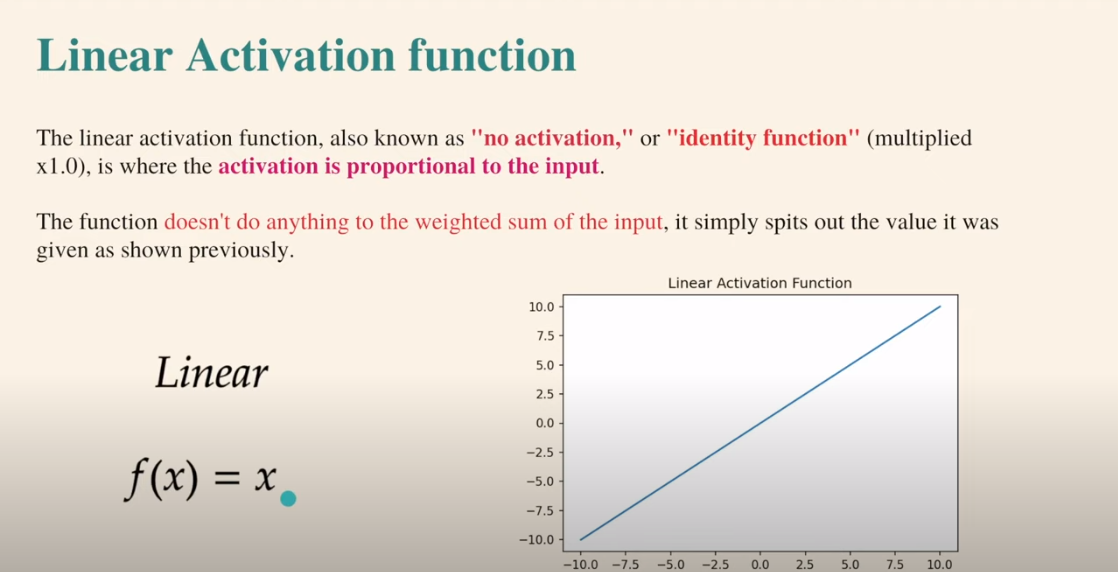 Linear Activation function
The linear activation function, also known as "no activation," or "identity function" (multiplied
x1.0), is where the activation is proportional to the input.
The function doesn't do anything to the weighted sum of the input, it simply spits out the value it was
given as shown previously.
Linear Activation Function
10.0
7.5
5.0
2.5
0.0
−2.5
−5.0
−7.5
−10.0
−10.0 −7.5 −5.0 −2.5 0.0 2.5 5.0 7.5 10.0
Linear
f(x) = x